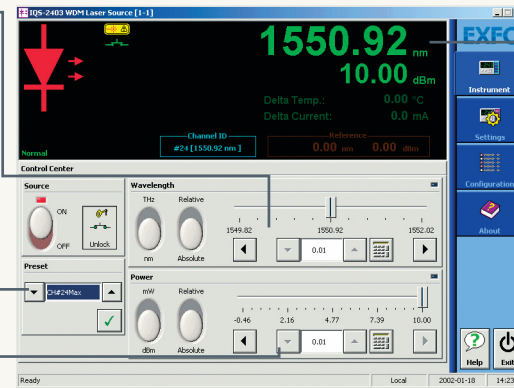 IQS-2403 WDM Laser Source [1-1]
1550.92 nm
10.00 dBm
Delta Temp.: 0.00 °C
Delta Current: 0.0 mA
Normal
Channel ID
#24 [1550.92 nm ]
Reference
0.00 nm 0.00 dBm
EXFO
Instrument
Settings
Configuration
About
Help
Exit
Control Center
Source
ON
OFF
Unlock
Preset
CH#24Max
Wavelength
THz
nm
Relative
Absolute
1549.82 1550.92 1552.02
0.01
Power
mW
dBm
Relative
Absolute
-0.46 2.16 4.77 7.39 10.00
0.01
Ready
Local
2002-01-18
14:23